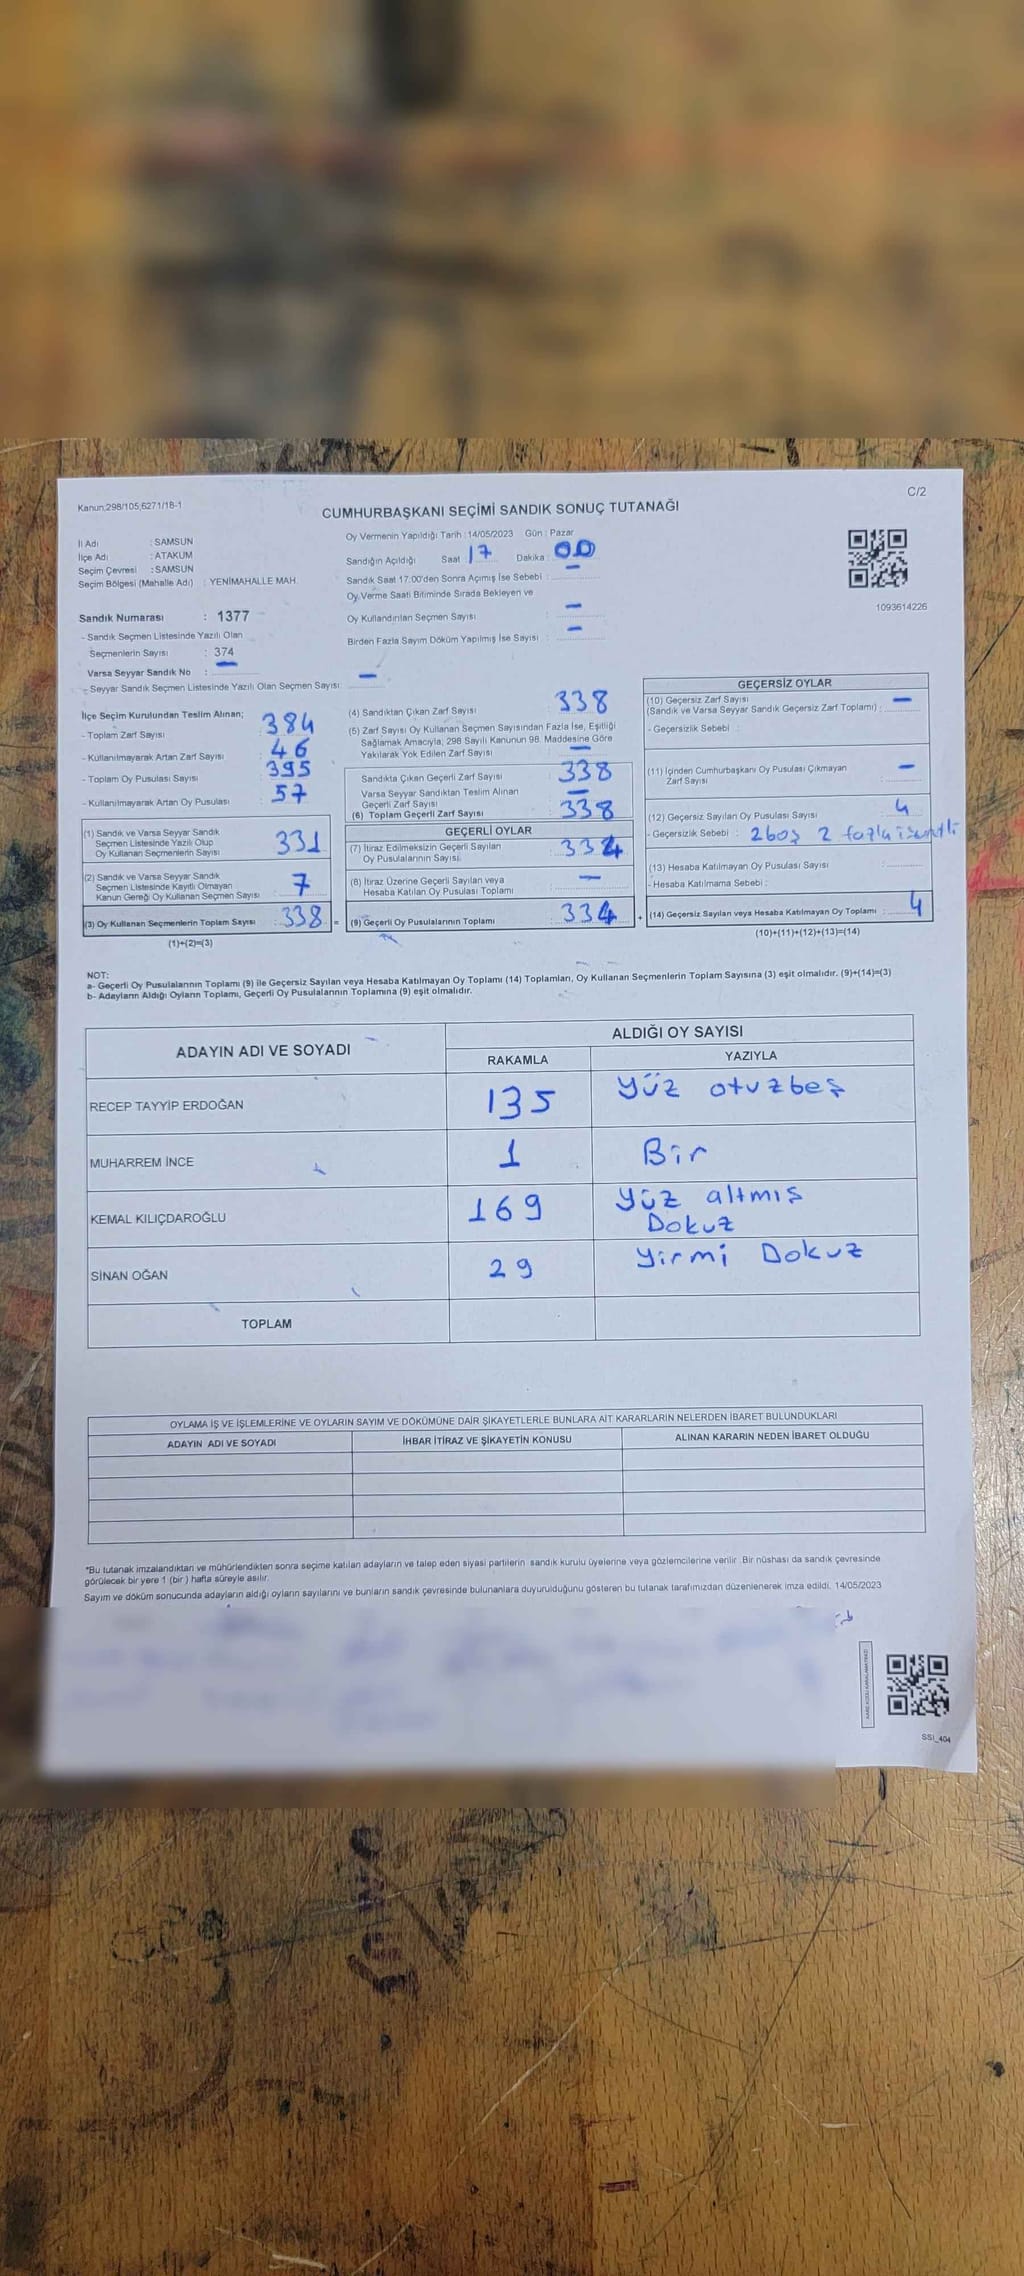 Kanun;298/105;6271/18-1
C/2
CUMHURBAŞKANI SEÇİMİ SANDIK SONUÇ TUTANAĞI
İl Adı : SAMSUN
İlçe Adı : ATAKUM
Seçim Çevresi : SAMSUN
Seçim Bölgesi (Mahalle Adı) : YENİMAHALLE MAH.
Sandık Numarası : 1377
- Sandık Seçmen Listesinde Yazılı Olan
Seçmenlerin Sayısı : 374
Varsa Seyyar Sandık No : —
- Seyyar Sandık Seçmen Listesinde Yazılı Olan Seçmen Sayısı: —
Oy Vermenin Yapıldığı Tarih : 14/05/2023 Gün : Pazar
Sandığın Açıldığı Saat : 17 Dakika : 00
Sandık Saat 17:00'den Sonra Açımış İse Sebebi : —
Oy Verme Saati Bitiminde Sırada Bekleyen ve
Oy Kullandırılan Seçmen Sayısı : —
Birden Fazla Sayım Döküm Yapılmış İse Sayısı : —
1093614226
İlçe Seçim Kurulundan Teslim Alınan;
- Toplam Zarf Sayısı : 384
- Kullanılmayarak Artan Zarf Sayısı : 46
- Toplam Oy Pusulası Sayısı : 395
- Kullanılmayarak Artan Oy Pusulası : 57
(1) Sandık ve Varsa Seyyar Sandık
Seçmen Listesinde Yazılı Olup
Oy Kullanan Seçmenlerin Sayısı : 331
(2) Sandık ve Varsa Seyyar Sandık
Seçmen Listesinde Kayıtlı Olmayan
Kanun Gereği Oy Kullanan Seçmen Sayısı : 7
(3) Oy Kullanan Seçmenlerin Toplam Sayısı : 338 =
(1)+(2)=(3)
(4) Sandıktan Çıkan Zarf Sayısı : 338
(5) Zarf Sayısı Oy Kullanan Seçmen Sayısından Fazla İse, Eşitliği
Sağlamak Amacıyla; 298 Sayılı Kanunun 98. Maddesine Göre
Yakılarak Yok Edilen Zarf Sayısı : —
Sandıkta Çıkan Geçerli Zarf Sayısı : 338
Varsa Seyyar Sandıktan Teslim Alınan
Geçerli Zarf Sayısı : —
(6) Toplam Geçerli Zarf Sayısı : 338
GEÇERLİ OYLAR
(7) İtiraz Edilmeksizin Geçerli Sayılan
Oy Pusulalarının Sayısı : 334
(8) İtiraz Üzerine Geçerli Sayılan veya
Hesaba Katılan Oy Pusulası Toplamı : —
(9) Geçerli Oy Pusulalarının Toplamı : 334 +
GEÇERSİZ OYLAR
(10) Geçersiz Zarf Sayısı
(Sandık ve Varsa Seyyar Sandık Geçersiz Zarf Toplamı) : —
- Geçersizlik Sebebi :
(11) İçinden Cumhurbaşkanı Oy Pusulası Çıkmayan
Zarf Sayısı : —
(12) Geçersiz Sayılan Oy Pusulası Sayısı : 4
- Geçersizlik Sebebi : 2 boş 2 fazla işaretli
(13) Hesaba Katılmayan Oy Pusulası Sayısı :
- Hesaba Katılmama Sebebi :
(14) Geçersiz Sayılan veya Hesaba Katılmayan Oy Toplamı : 4
(10)+(11)+(12)+(13)=(14)
NOT:
a- Geçerli Oy Pusulalarının Toplamı (9) ile Geçersiz Sayılan veya Hesaba Katılmayan Oy Toplamı (14) Toplamları, Oy Kullanan Seçmenlerin Toplam Sayısına (3) eşit olmalıdır. (9)+(14)=(3)
b- Adayların Aldığı Oyların Toplamı, Geçerli Oy Pusulalarının Toplamına (9) eşit olmalıdır.
ADAYIN ADI VE SOYADI
ALDIĞI OY SAYISI
RAKAMLA YAZIYLA
RECEP TAYYİP ERDOĞAN 135 Yüz otuzbeş
MUHARREM İNCE 1 Bir
KEMAL KILIÇDAROĞLU 169 Yüz altmış
Dokuz
SİNAN OĞAN 29 Yirmi Dokuz
TOPLAM
OYLAMA İŞ VE İŞLEMLERİNE VE OYLARIN SAYIM VE DÖKÜMÜNE DAİR ŞİKAYETLERLE BUNLARA AİT KARARLARIN NELERDEN İBARET BULUNDUKLARI
ADAYIN ADI VE SOYADI İHBAR İTİRAZ VE ŞİKAYETİN KONUSU ALINAN KARARIN NEDEN İBARET OLDUĞU
*Bu tutanak imzalandıktan ve mühürlendikten sonra seçime katılan adayların ve talep eden siyasi partilerin sandık kurulu üyelerine veya gözlemcilerine verilir .Bir nüshası da sandık çevresinde
görülecek bir yere 1 (bir ) hafta süreyle asılır.
Sayım ve döküm sonucunda adayların aldığı oyların sayılarını ve bunların sandık çevresinde bulunanlara duyurulduğunu gösteren bu tutanak tarafımızdan düzenlenerek imza edildi. 14/05/2023
SSI_404